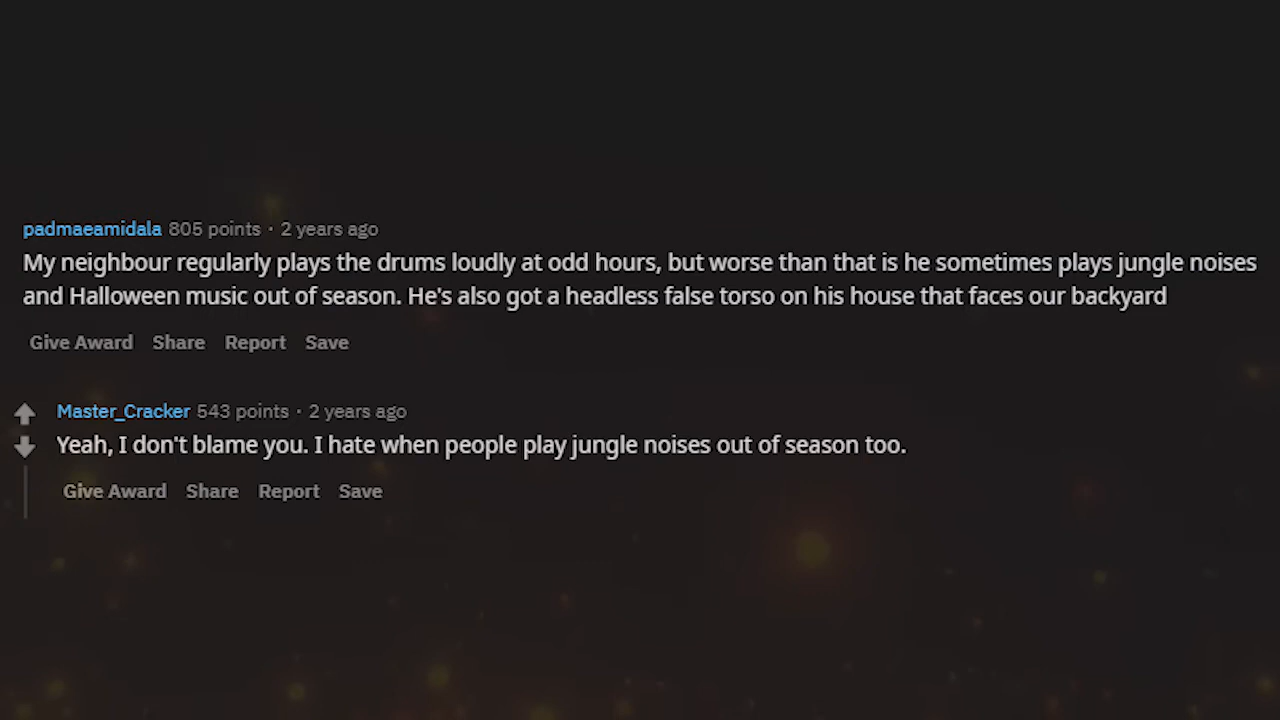 padmaeamidala 805 points · 2 years ago
My neighbour regularly plays the drums loudly at odd hours, but worse than that is he sometimes plays jungle noises
and Halloween music out of season. He's also got a headless false torso on his house that faces our backyard
Give Award Share Report Save
Master_Cracker 543 points · 2 years ago
Yeah, I don't blame you. I hate when people play jungle noises out of season too.
Give Award Share Report Save